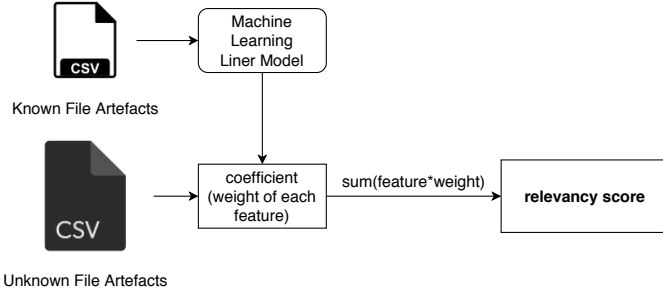 Machine
Learning
Liner Model
CSV
Known File Artefacts
CSV
Unknown File Artefacts
coefficient
(weight of each
feature)
sum(feature*weight)
relevancy score